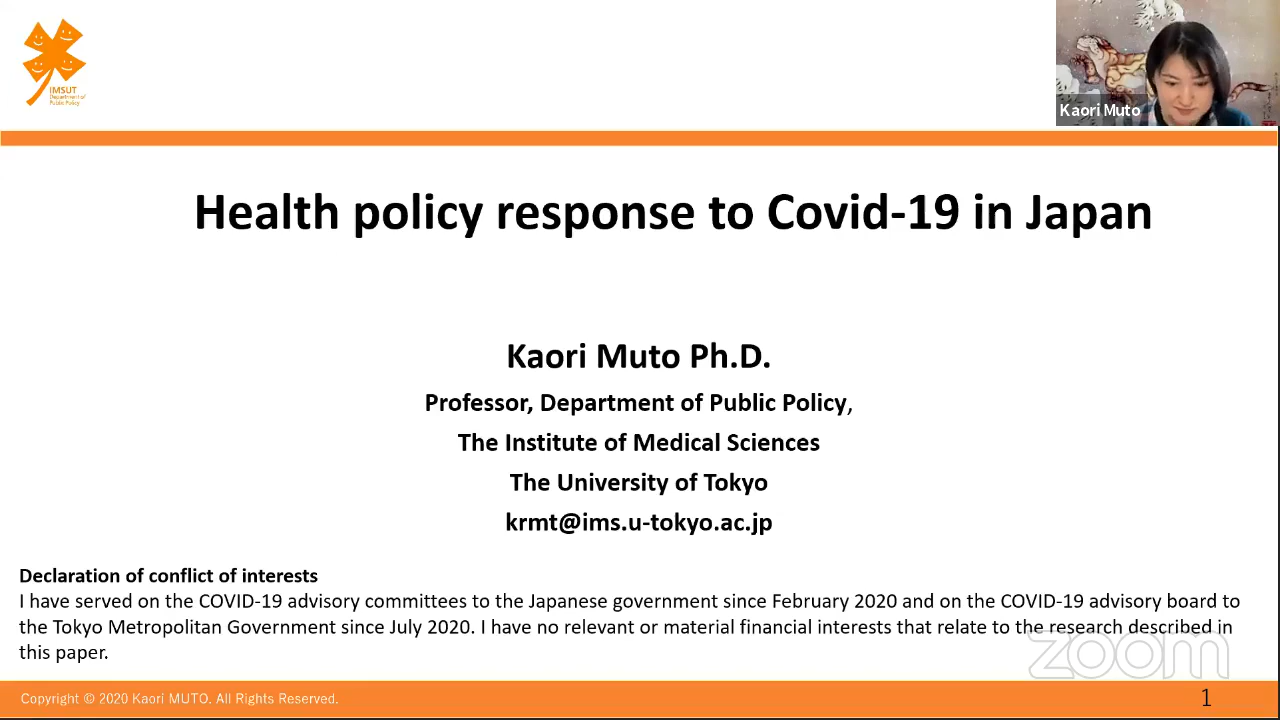 IMSUT
Department of
Public Policy
Kaori Muto
Health policy response to Covid-19 in Japan
Kaori Muto Ph.D.
Professor, Department of Public Policy,
The Institute of Medical Sciences
The University of Tokyo
krmt@ims.u-tokyo.ac.jp
Declaration of conflict of interests
I have served on the COVID-19 advisory committees to the Japanese government since February 2020 and on the COVID-19 advisory board to
the Tokyo Metropolitan Government since July 2020. I have no relevant or material financial interests that relate to the research described in
this paper.
zoom
Copyright © 2020 Kaori MUTO. All Rights Reserved.
1